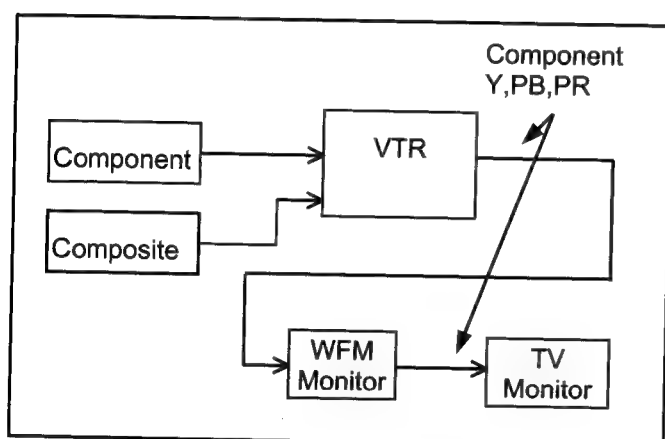 Component
Y,PB,PR
Component
VTR
Composite
WFM
Monitor
TV
Monitor